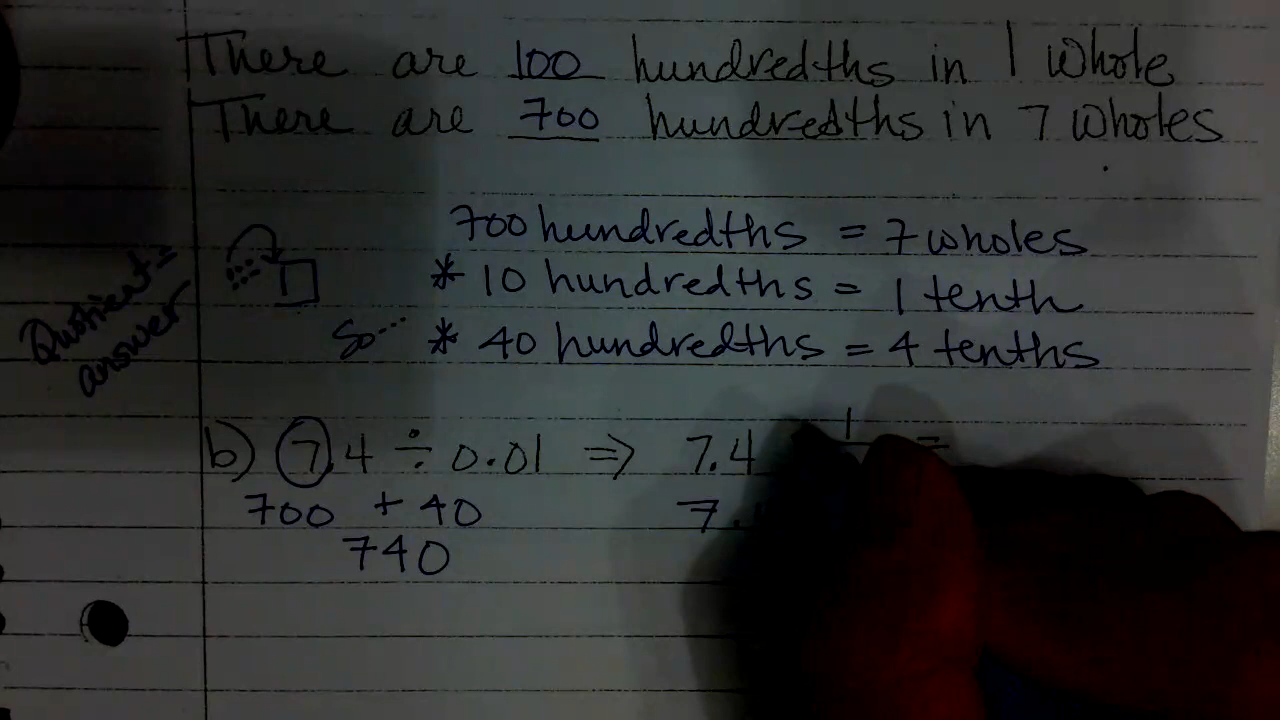 There are 100 hundredths in 1 whole
There are 700 hundredths in 7 wholes
700 hundredths = 7 wholes
* 10 hundredths = 1 tenth
So... * 40 hundredths = 4 tenths
Quotient =
answer
b) 7.4 ÷ 0.01 ⇒ 7.4 1 =
700 + 40 7.
740